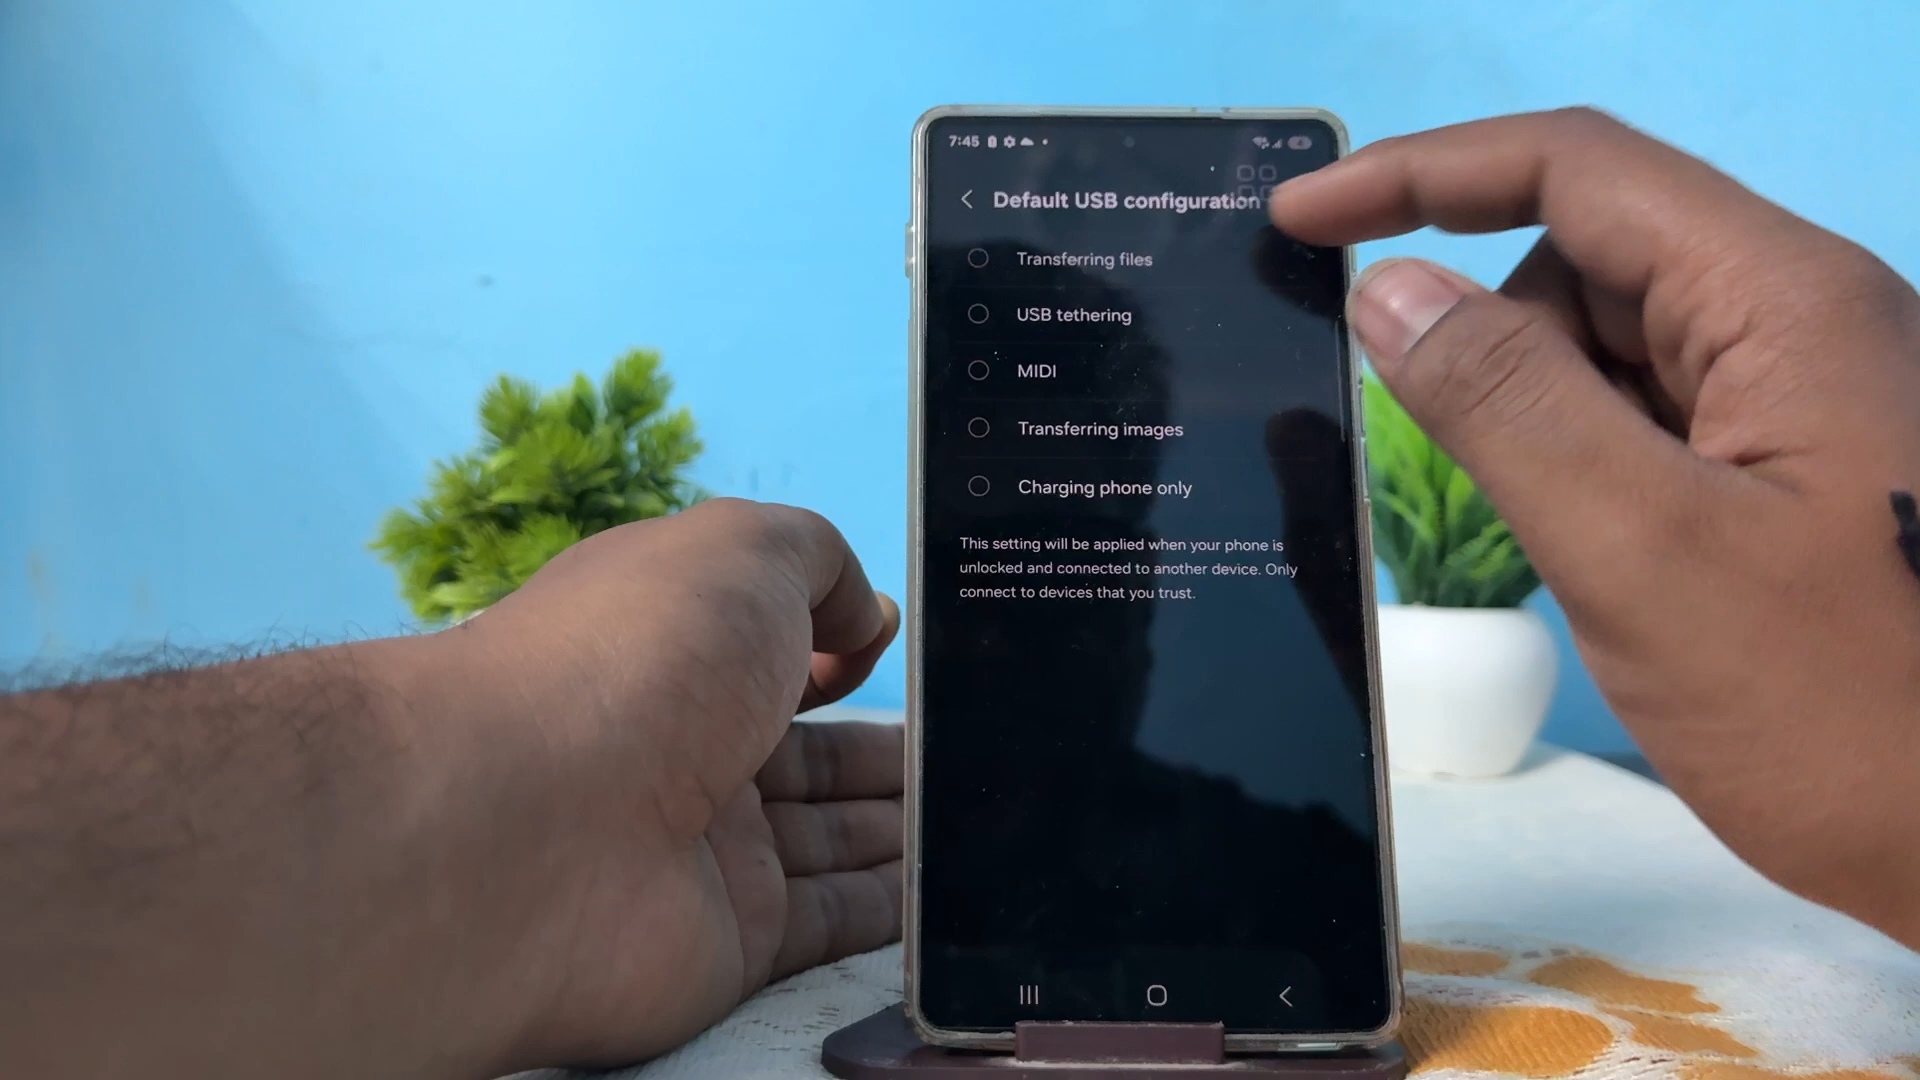 7:45
Default USB configuration
Transferring files
USB tethering
MIDI
Transferring images
Charging phone only
This setting will be applied when your phone is
unlocked and connected to another device. Only
connect to devices that you trust.